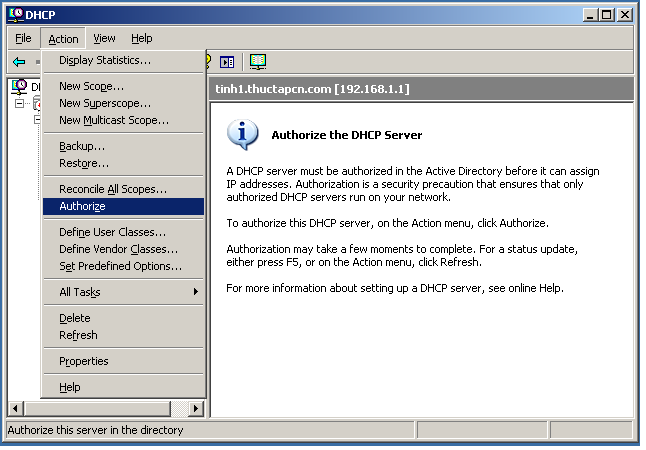 DHCP
File Action View Help
Display Statistics...
New Scope...
New Superscope...
New Multicast Scope...
Backup...
Restore...
Reconcile All Scopes...
Authorize
Define User Classes...
Define Vendor Classes...
Set Predefined Options...
All Tasks
Delete
Refresh
Properties
Help
tinh1.thuctapcn.com [192.168.1.1]
Authorize the DHCP Server
A DHCP server must be authorized in the Active Directory before it can assign
IP addresses. Authorization is a security precaution that ensures that only
authorized DHCP servers run on your network.
To authorize this DHCP server, on the Action menu, click Authorize.
Authorization may take a few moments to complete. For a status update,
either press F5, or on the Action menu, click Refresh.
For more information about setting up a DHCP server, see online Help.
Authorize this server in the directory